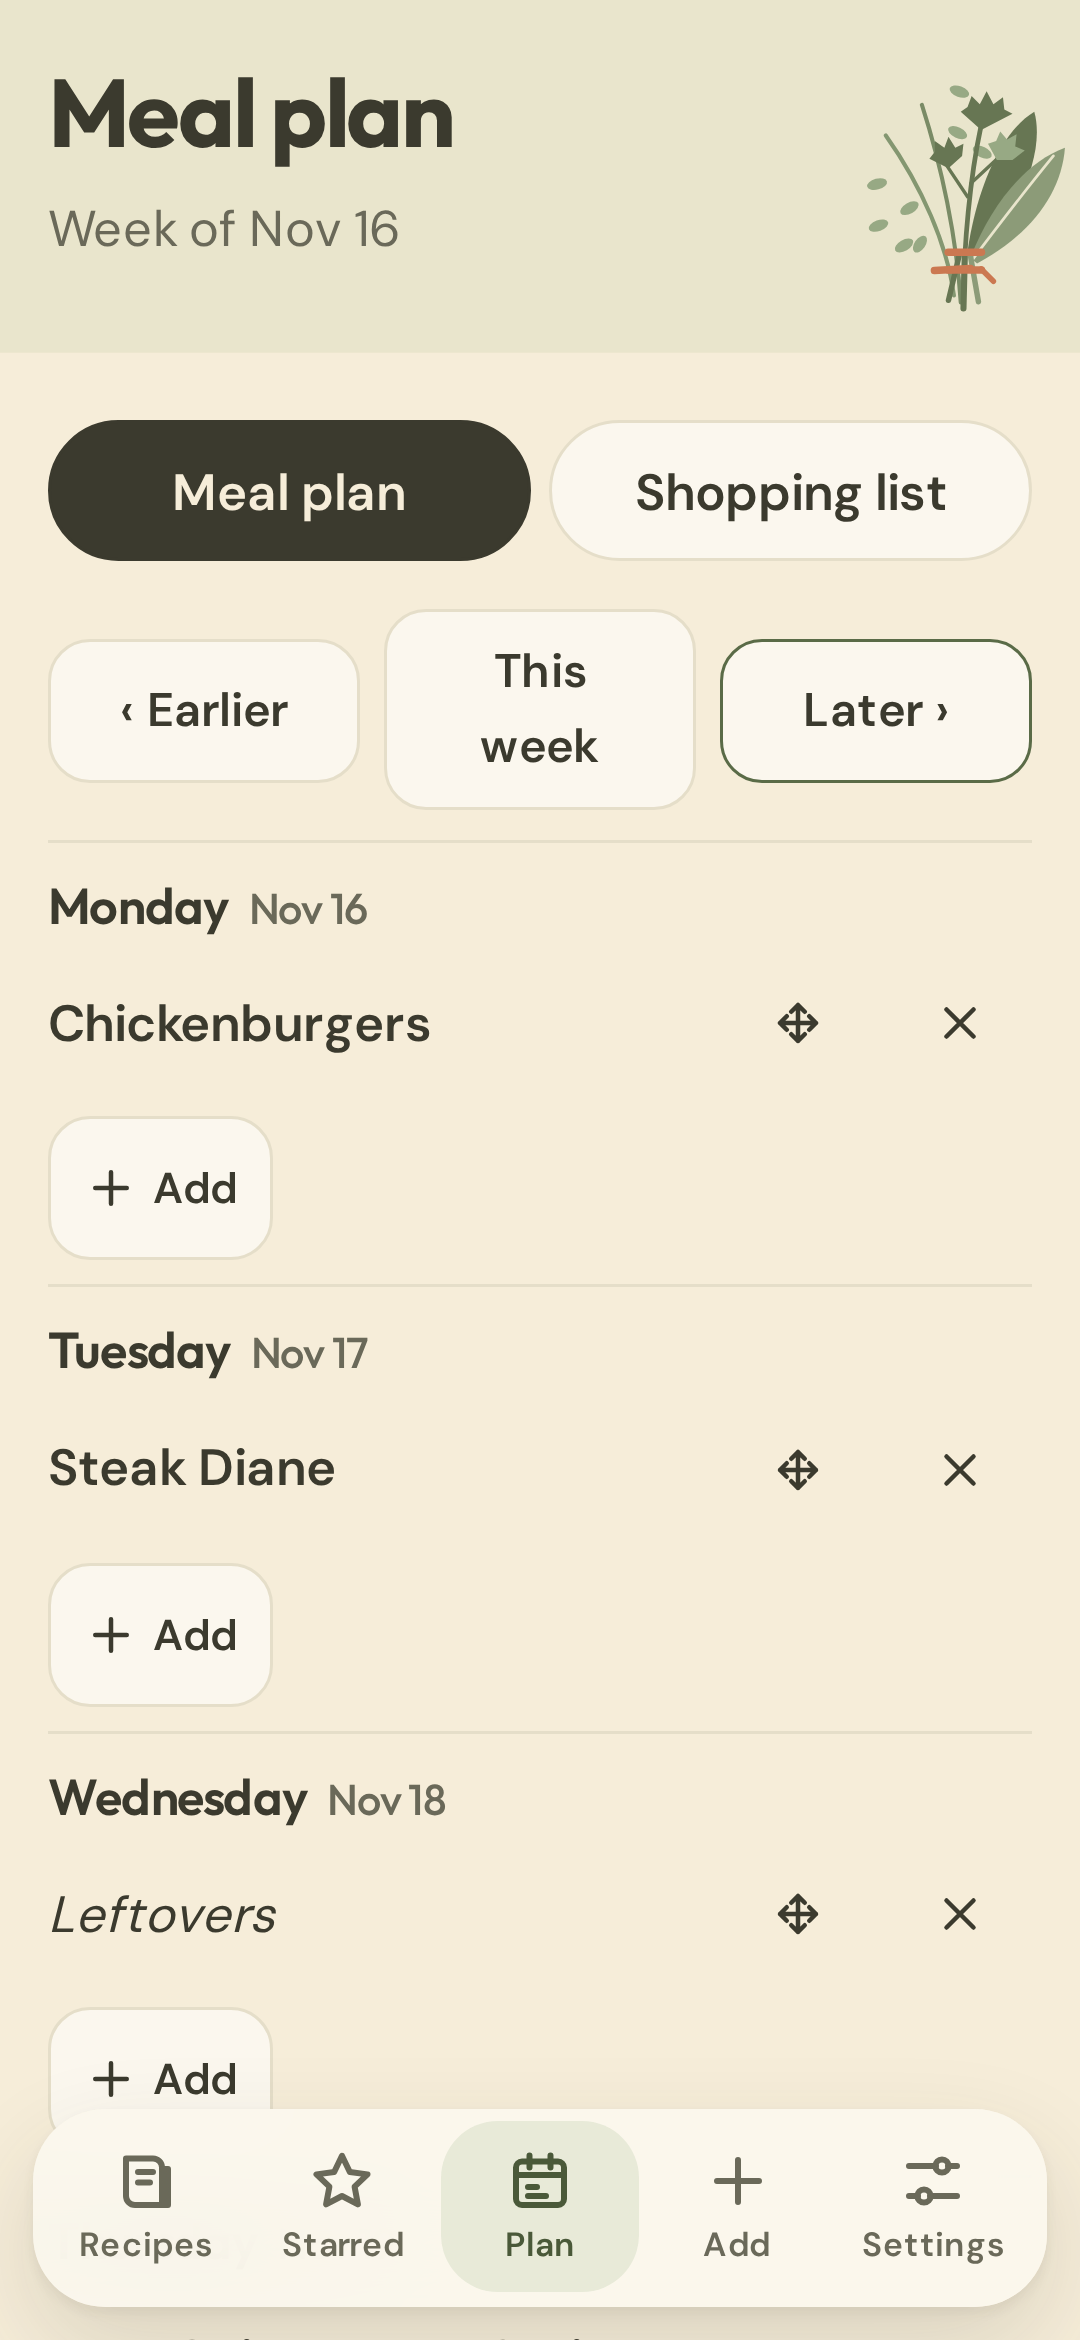 Meal plan
Week of Nov 16
Meal plan
Shopping list
‹ Earlier
This
week
Later ›
Monday Nov 16
Chickenburgers
Add
Tuesday Nov 17
Steak Diane
Add
Wednesday Nov 18
Leftovers
Add
Recipes
Starred
Plan
Add
Settings